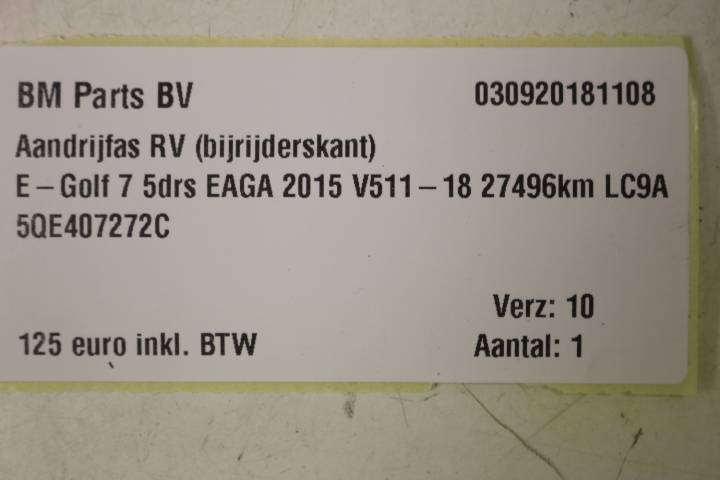 BM Parts BV 030920181108
Aandrijfas RV (bijrijderskant)
E-Golf 7 5drs EAGA 2015 V511-18 27496km LC9A
5QE407272C
Verz: 10
125 euro inkl. BTW Aantal: 1